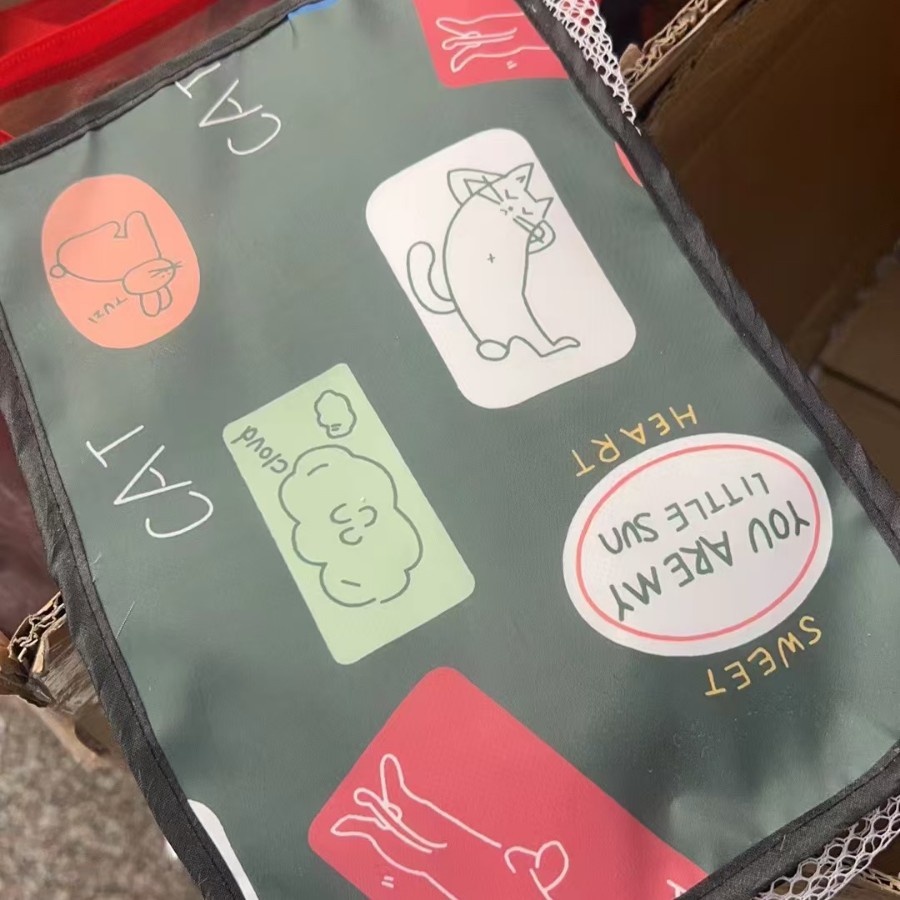 CAT
TUZI
CAT
cloud
SWEET
YOU ARE MY
LITTLE SUN
HEART